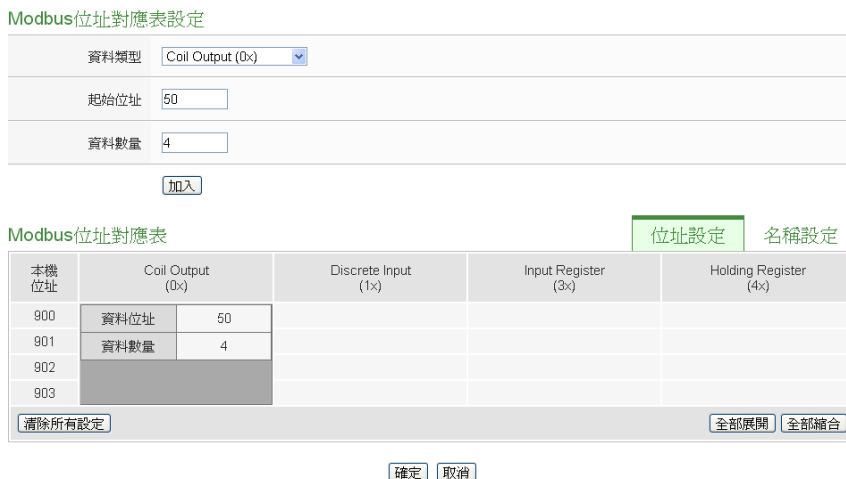 Modbus位址對應表設定
資料類型 Coil Output (0x)
起始位址 50
資料數量 4
加入
Modbus位址對應表 位址設定 名稱設定
本機位址 Coil Output (0x) Discrete Input (1x) Input Register (3x) Holding Register (4x)
900 資料位址 50
901 資料數量 4
902
903
清除所有設定 全部展開 全部縮合
確定 取消